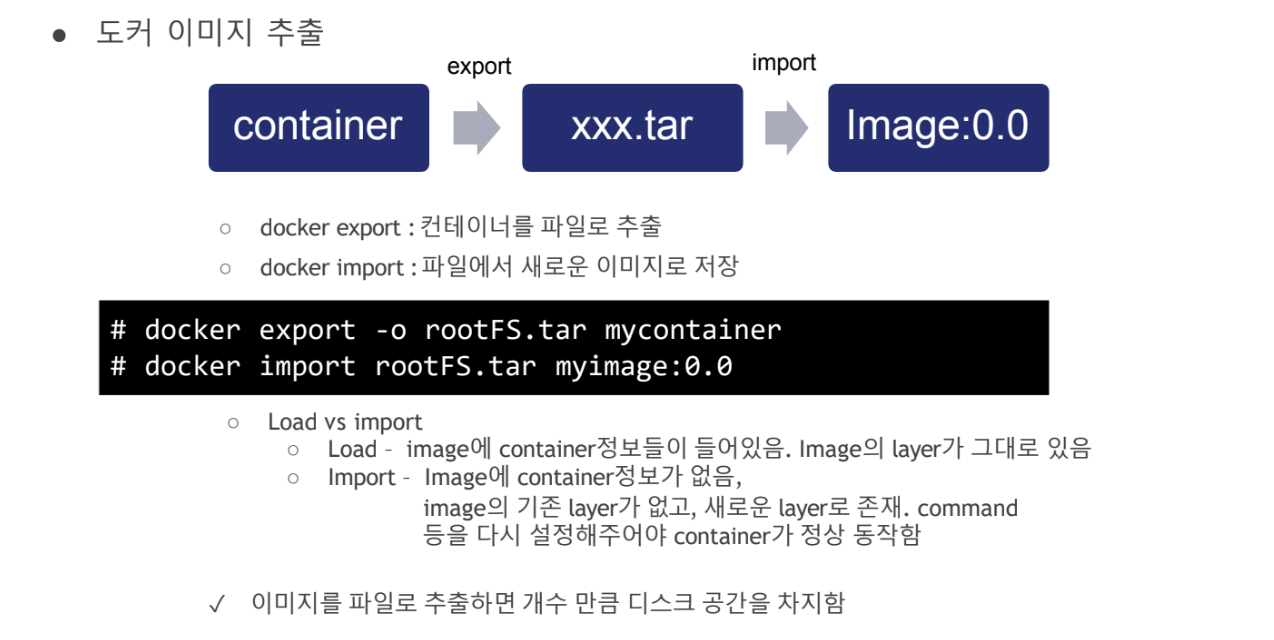 ● 도커 이미지 추출
export
import
container
xxx.tar
Image:0.0
○ docker export : 컨테이너를 파일로 추출
○ docker import : 파일에서 새로운 이미지로 저장
# docker export -o rootFS.tar mycontainer
# docker import rootFS.tar myimage:0.0
○ Load vs import
○ Load – image에 container정보들이 들어있음. Image의 layer가 그대로 있음
○ Import – Image에 container정보가 없음,
image의 기존 layer가 없고, 새로운 layer로 존재. command
등을 다시 설정해주어야 container가 정상 동작함
✓ 이미지를 파일로 추출하면 개수 만큼 디스크 공간을 차지함